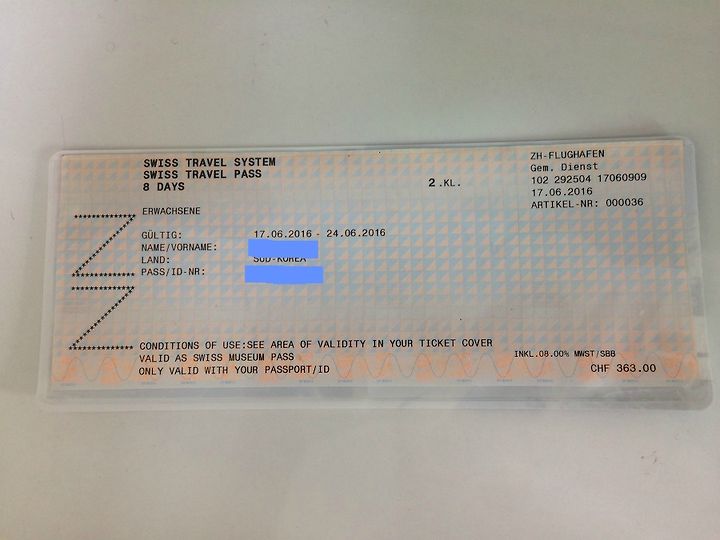 SWISS TRAVEL SYSTEM
SWISS TRAVEL PASS
8 DAYS
2.KL.
ZH-FLUGHAFEN
Gem. Dienst
102 292504 17060909
17.06.2016
ARTIKEL-NR: 000036
ERWACHSENE
GÜLTIG: 17.06.2016 - 24.06.2016
NAME/VORNAME:
LAND: SÜD-KOREA
PASS/ID-NR:
CONDITIONS OF USE:SEE AREA OF VALIDITY IN YOUR TICKET COVER
VALID AS SWISS MUSEUM PASS
ONLY VALID WITH YOUR PASSPORT/ID
INKL.08.00% MWST/SBB
CHF 363.00